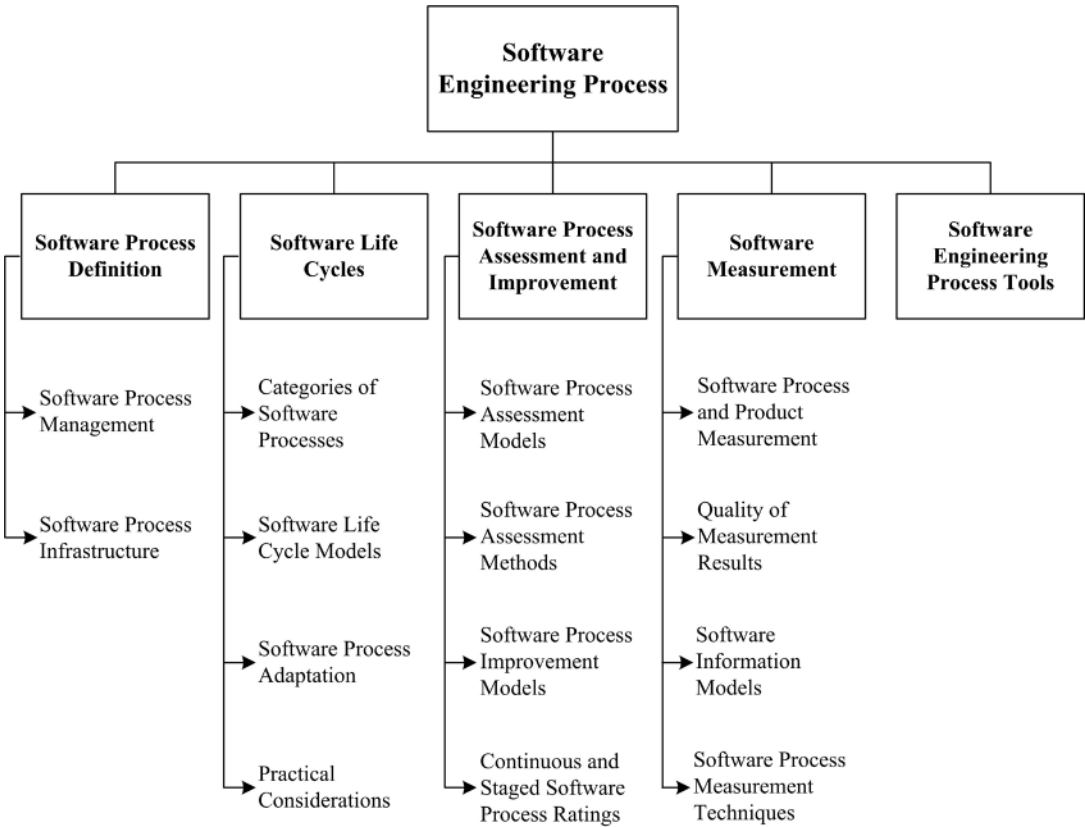 Software
Engineering Process
Software Process
Definition
Software Life
Cycles
Software Process
Assessment and
Improvement
Software
Measurement
Software
Engineering
Process Tools
Software Process
Management
Software Process
Infrastructure
Categories of
Software
Processes
Software Life
Cycle Models
Software Process
Adaptation
Practical
Considerations
Software Process
Assessment
Models
Software Process
Assessment
Methods
Software Process
Improvement
Models
Continuous and
Staged Software
Process Ratings
Software Process
and Product
Measurement
Quality of
Measurement
Results
Software
Information
Models
Software Process
Measurement
Techniques